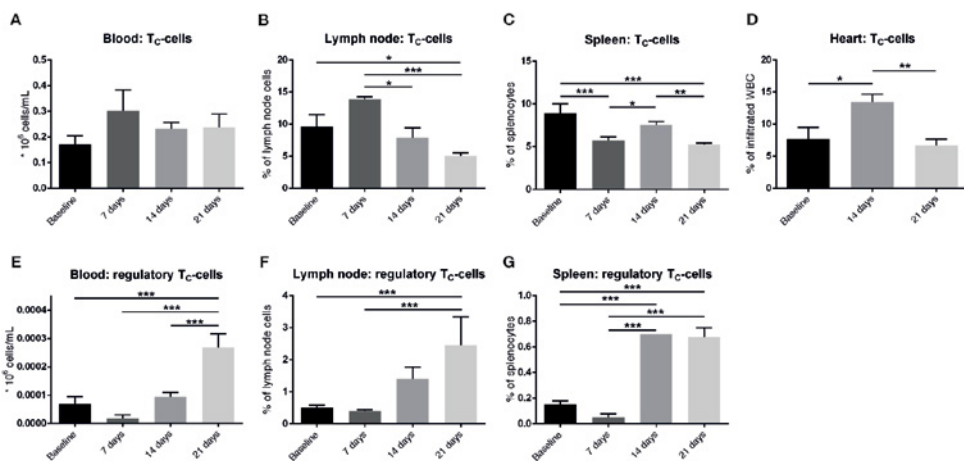 A
Blood: TC-cells
* 10⁶ cells/mL
0.5
0.4
0.3
0.2
0.1
0.0
Baseline
7 days
14 days
21 days
B
Lymph node: TC-cells
% of lymph node cells
20
15
10
5
0
*
***
*
Baseline
7 days
14 days
21 days
C
Spleen: TC-cells
% of splenocytes
15
10
5
0
***
***
*
**
Baseline
7 days
14 days
21 days
D
Heart: TC-cells
% of infiltrated WBC
20
15
10
5
0
*
**
Baseline
14 days
21 days
E
Blood: regulatory TC-cells
* 10⁶ cells/mL
0.0004
0.0003
0.0002
0.0001
0.0000
***
***
***
Baseline
7 days
14 days
21 days
F
Lymph node: regulatory TC-cells
% of lymph node cells
4
3
2
1
0
***
***
Baseline
7 days
14 days
21 days
G
Spleen: regulatory TC-cells
% of splenocytes
1.0
0.8
0.6
0.4
0.2
0.0
***
***
***
***
Baseline
7 days
14 days
21 days